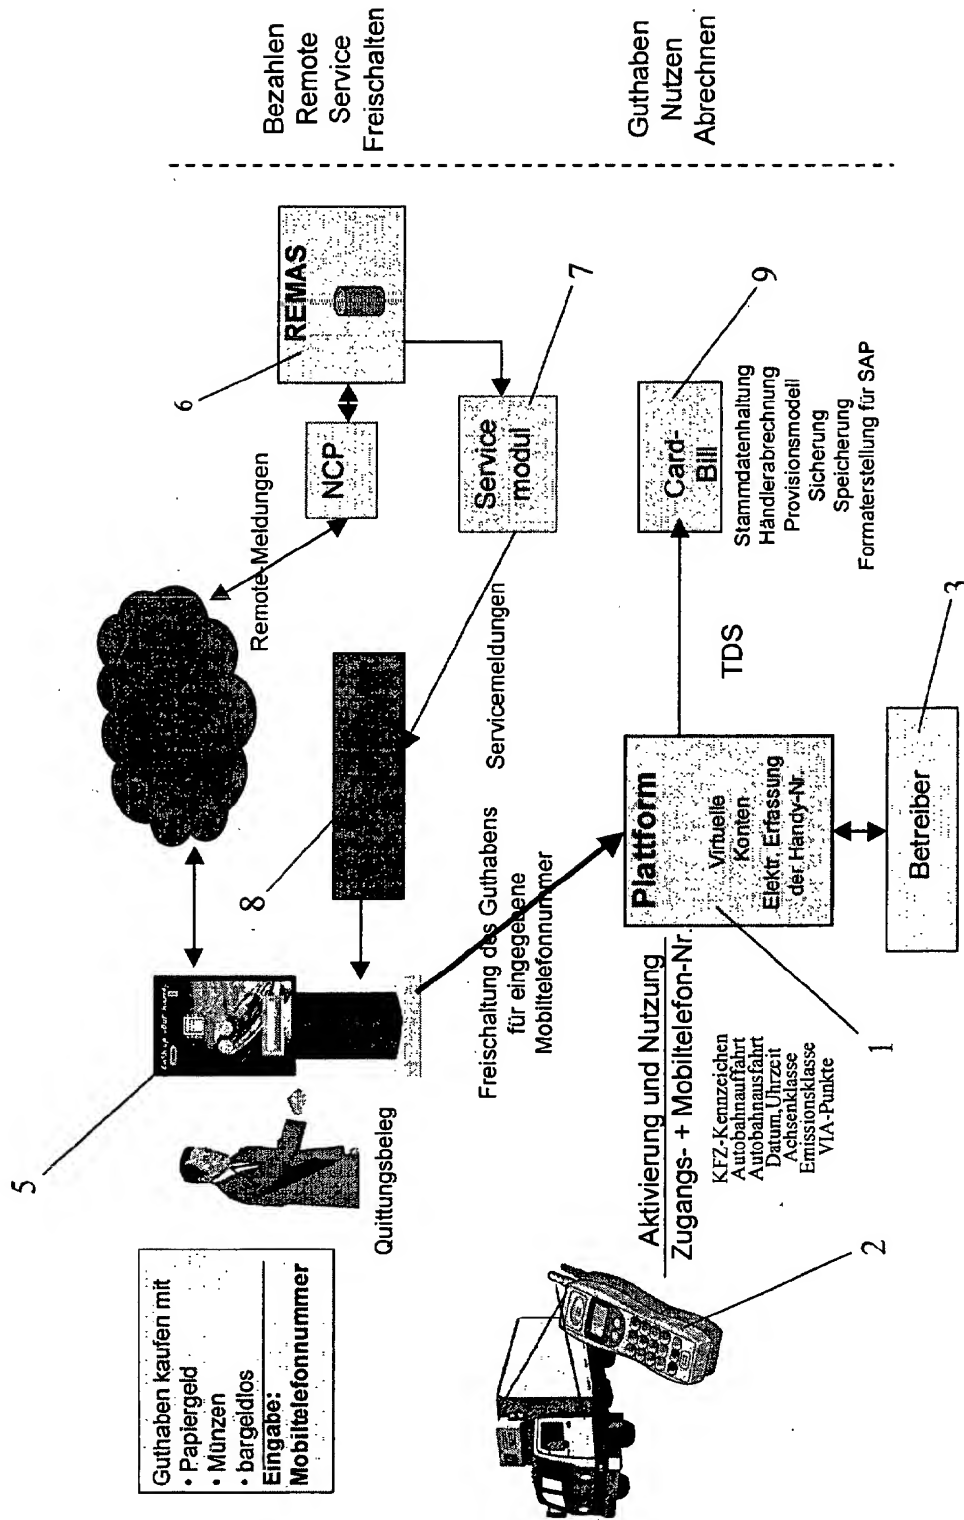 Guthaben kaufen mit
• Papiergeld
• Münzen
• bargeldlos
Eingabe:
Mobiltelefonnummer
5
Quittungsbeleg
8
Remote-Meldungen
NCP
6
REMAS
Bezahlen
Remote
Service
Freischalten
Service
modul
7
Servicemeldungen
Freischaltung des Guthabens
für eingegebene
Mobiltelefonnummer
Aktivierung und Nutzung
Zugangs- + Mobiltelefon-Nr.
KFZ-Kennzeichen
Autobahnauffahrt
Autobahnausfahrt
Datum,Uhrzeit
Achsenklasse
Emissionsklasse
VIA-Punkte
2
1
Plattform
Virtuelle
Konten
Elektr. Erfassung
der Handy-Nr.
TDS
Card-
Bill
9
Stammdatenhaltung
Händlerabrechnung
Provisionsmodell
Sicherung
Speicherung
Formaterstellung für SAP
Betreiber
3
Guthaben
Nutzen
Abrechnen